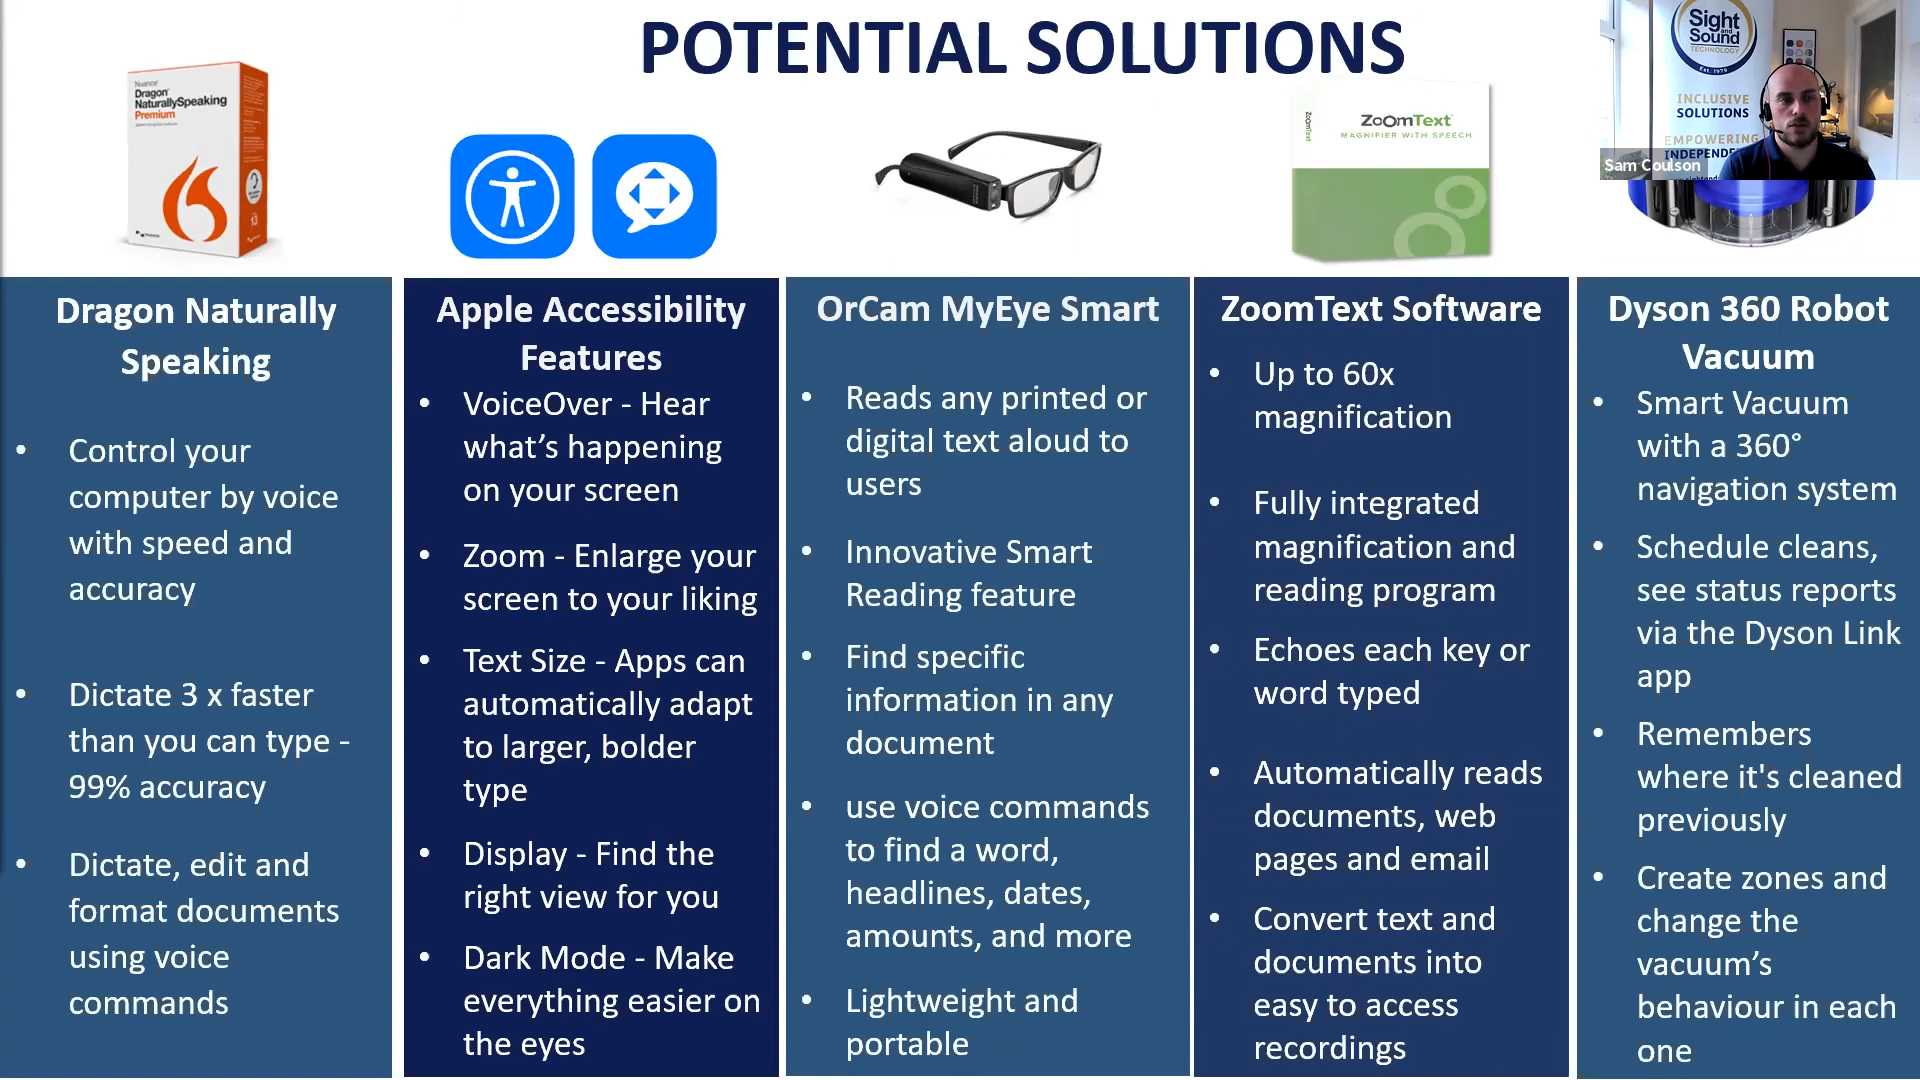 POTENTIAL SOLUTIONS
Nuance
Dragon
NaturallySpeaking
Premium
13
ZoomText
ZoomText
MAGNIFIER WITH SPEECH
Sight
and
Sound
TECHNOLOGY
Est. 1979
INCLUSIVE
SOLUTIONS
EMPOWERING
INDEPENDE
Sam Coulson
Dragon Naturally
Speaking
• Control your
computer by voice
with speed and
accuracy
• Dictate 3 x faster
than you can type -
99% accuracy
• Dictate, edit and
format documents
using voice
commands
Apple Accessibility
Features
• VoiceOver - Hear
what’s happening
on your screen
• Zoom - Enlarge your
screen to your liking
• Text Size - Apps can
automatically adapt
to larger, bolder
type
• Display - Find the
right view for you
• Dark Mode - Make
everything easier on
the eyes
OrCam MyEye Smart
• Reads any printed or
digital text aloud to
users
• Innovative Smart
Reading feature
• Find specific
information in any
document
• use voice commands
to find a word,
headlines, dates,
amounts, and more
• Lightweight and
portable
ZoomText Software
• Up to 60x
magnification
• Fully integrated
magnification and
reading program
• Echoes each key or
word typed
• Automatically reads
documents, web
pages and email
• Convert text and
documents into
easy to access
recordings
Dyson 360 Robot
Vacuum
• Smart Vacuum
with a 360°
navigation system
• Schedule cleans,
see status reports
via the Dyson Link
app
• Remembers
where it's cleaned
previously
• Create zones and
change the
vacuum’s
behaviour in each
one